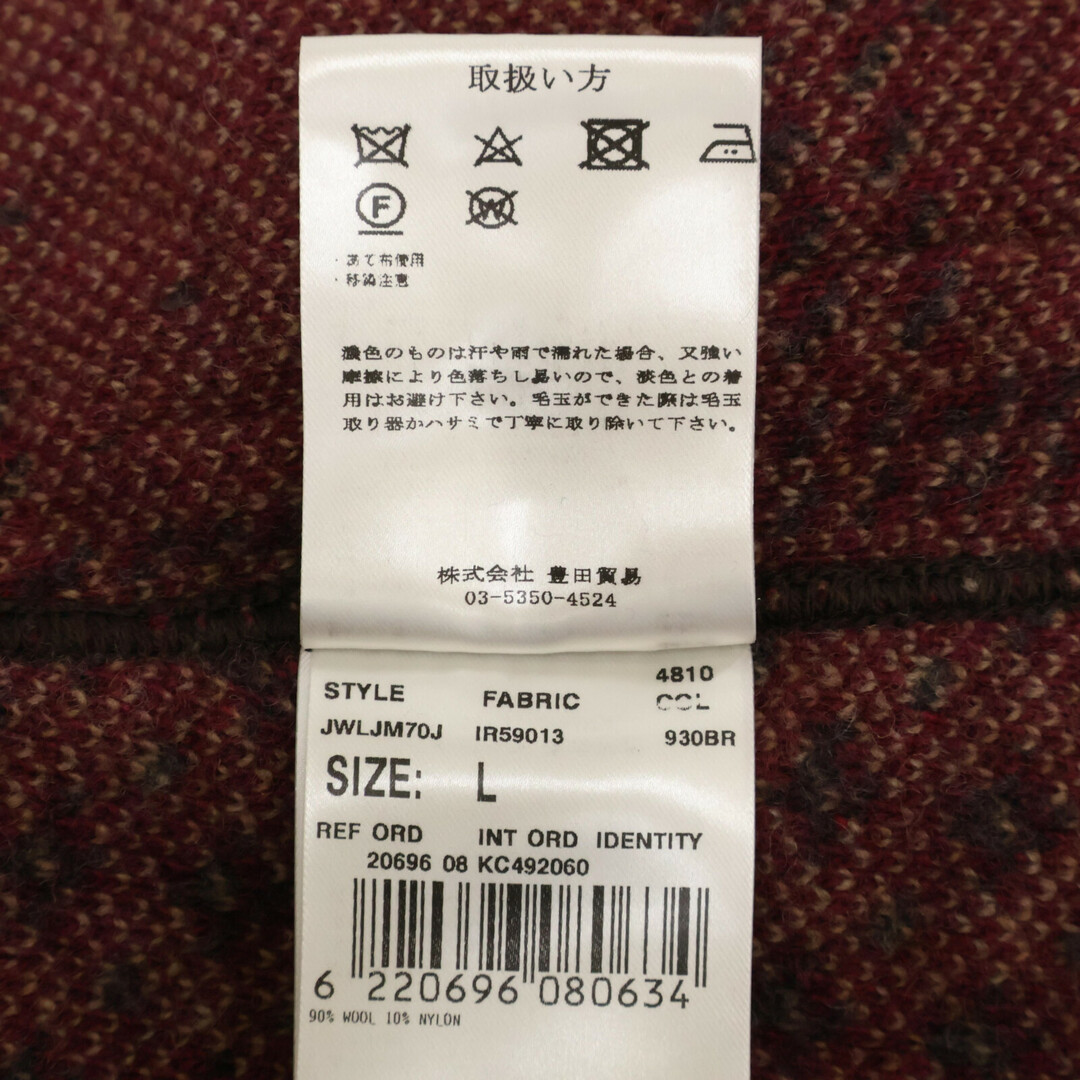 取扱い方
F W
・あて布使用
・移染注意
濃色のものは汗や雨で濡れた場合、又強い
摩擦により色落ちし易いので、淡色との着
用はお避け下さい。毛玉ができた際は毛玉
取り器かハサミで丁寧に取り除いて下さい。
株式会社 豊田貿易
03-5350-4524
4810
STYLE FABRIC COL
JWLJM70J IR59013 930BR
SIZE: L
REF ORD INT ORD IDENTITY
20696 08 KC492060
6 220696 080634
90% WOOL 10% NYLON